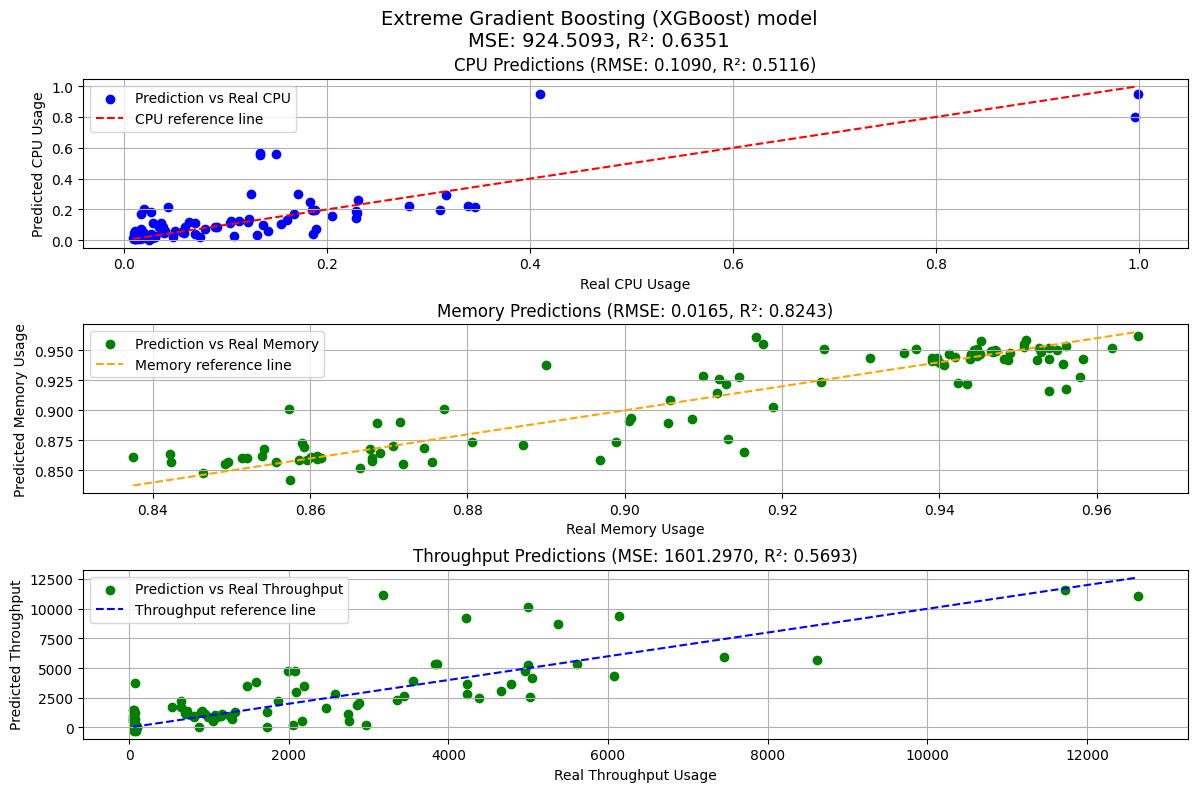 Extreme Gradient Boosting (XGBoost) model
MSE: 924.5093, R²: 0.6351
CPU Predictions (RMSE: 0.1090, R²: 0.5116)
Prediction vs Real CPU
CPU reference line
Predicted CPU Usage
1.0
0.8
0.6
0.4
0.2
0.0
0.0 0.2 0.4 0.6 0.8 1.0
Real CPU Usage
Memory Predictions (RMSE: 0.0165, R²: 0.8243)
Prediction vs Real Memory
Memory reference line
Predicted Memory Usage
0.950
0.925
0.900
0.875
0.850
0.84 0.86 0.88 0.90 0.92 0.94 0.96
Real Memory Usage
Throughput Predictions (MSE: 1601.2970, R²: 0.5693)
Prediction vs Real Throughput
Throughput reference line
Predicted Throughput
12500
10000
7500
5000
2500
0
0 2000 4000 6000 8000 10000 12000
Real Throughput Usage